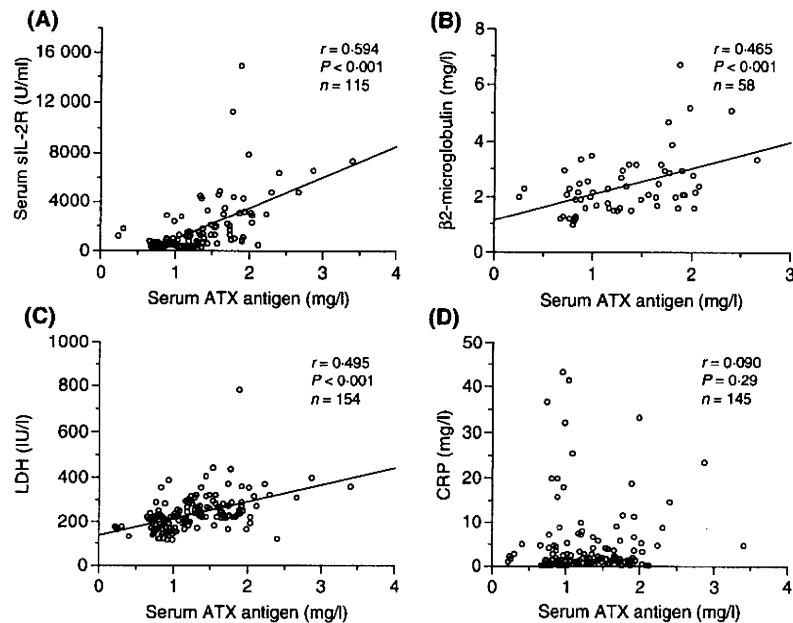 (A)
16 000
12 000
8000
4000
0
Serum sIL-2R (U/ml)
r = 0·594
P < 0·001
n = 115
0 1 2 3 4
Serum ATX antigen (mg/l)
(B)
8
6
4
2
0
β2-microglobulin (mg/l)
r = 0·465
P < 0·001
n = 58
0 1 2 3
Serum ATX antigen (mg/l)
(C)
1000
800
600
400
200
0
LDH (IU/l)
r = 0·495
P < 0·001
n = 154
0 1 2 3 4
Serum ATX antigen (mg/l)
(D)
50
40
30
20
10
0
CRP (mg/l)
r = 0·090
P = 0·29
n = 145
0 1 2 3 4
Serum ATX antigen (mg/l)